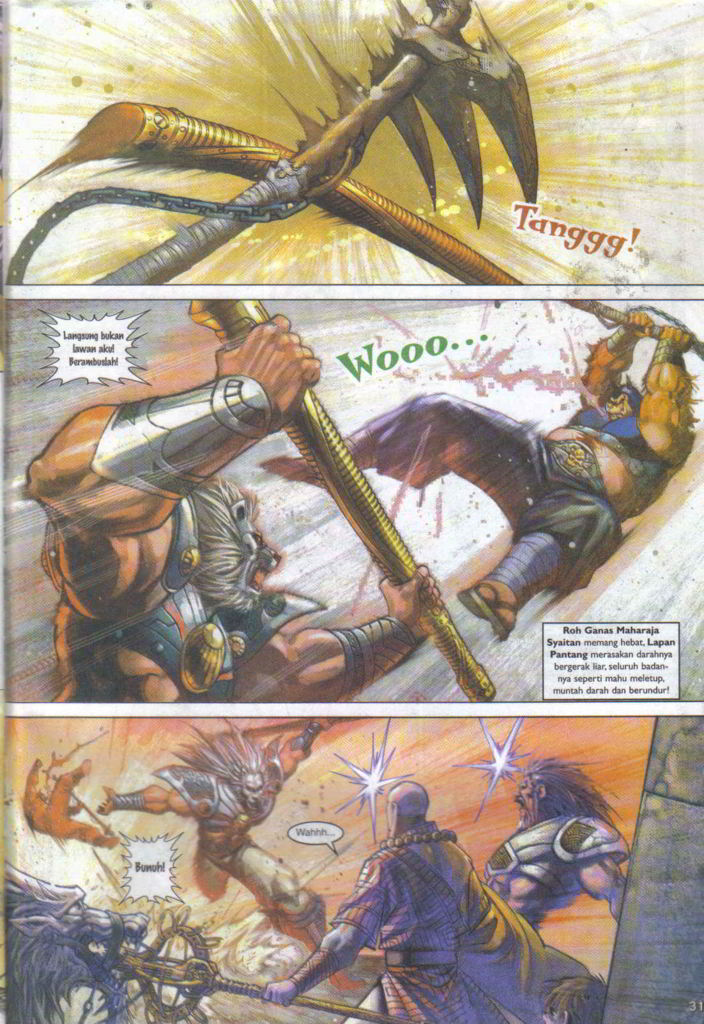 Tanggg!
Langsung bukan
lawan aku!
Berambuslah!
Wooo...
Roh Ganas Maharaja
Syaitan memang hebat, Lapan
Pantang merasakan darahnya
bergerak liar, seluruh badan-
nya seperti mahu meletup,
muntah darah dan berundur!
Wahhh...
Bunuh!
31